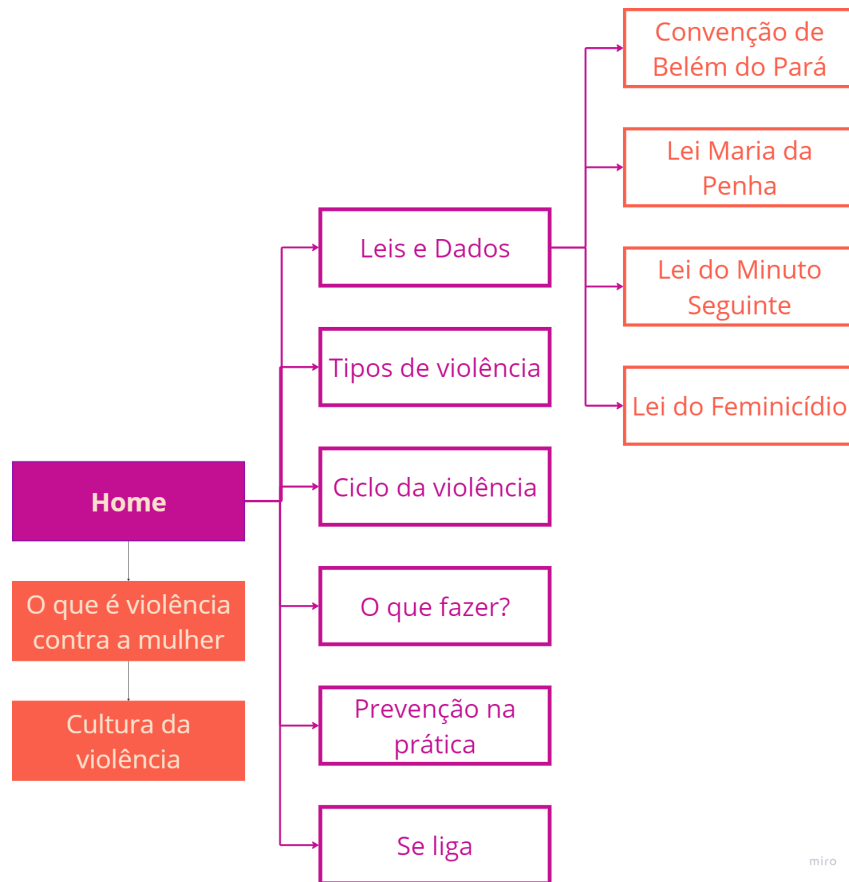 Home
O que é violência
contra a mulher
Cultura da
violência
Leis e Dados
Tipos de violência
Ciclo da violência
O que fazer?
Prevenção na
prática
Se liga
Convenção de
Belém do Pará
Lei Maria da
Penha
Lei do Minuto
Seguinte
Lei do Feminicídio
miro